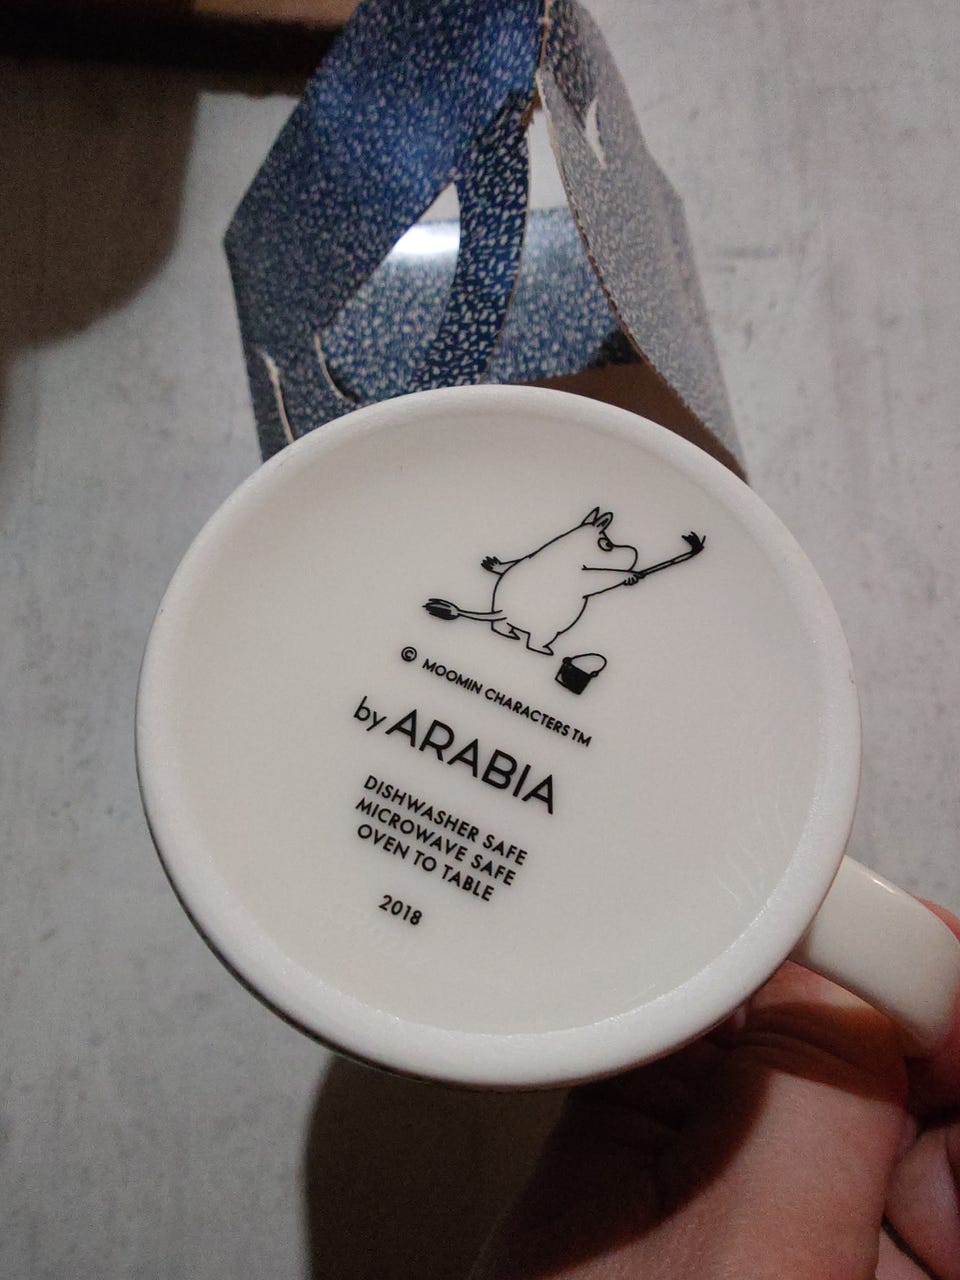 © MOOMIN CHARACTERS TM
by ARABIA
DISHWASHER SAFE
MICROWAVE SAFE
OVEN TO TABLE
2018